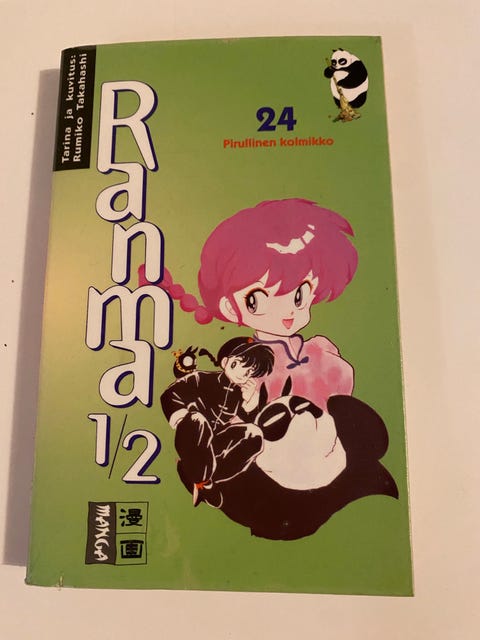 Tarina ja kuvitus:
Rumiko Takahashi
Ranma
1/2
24
Pirullinen kolmikko
MANGA
漫
画